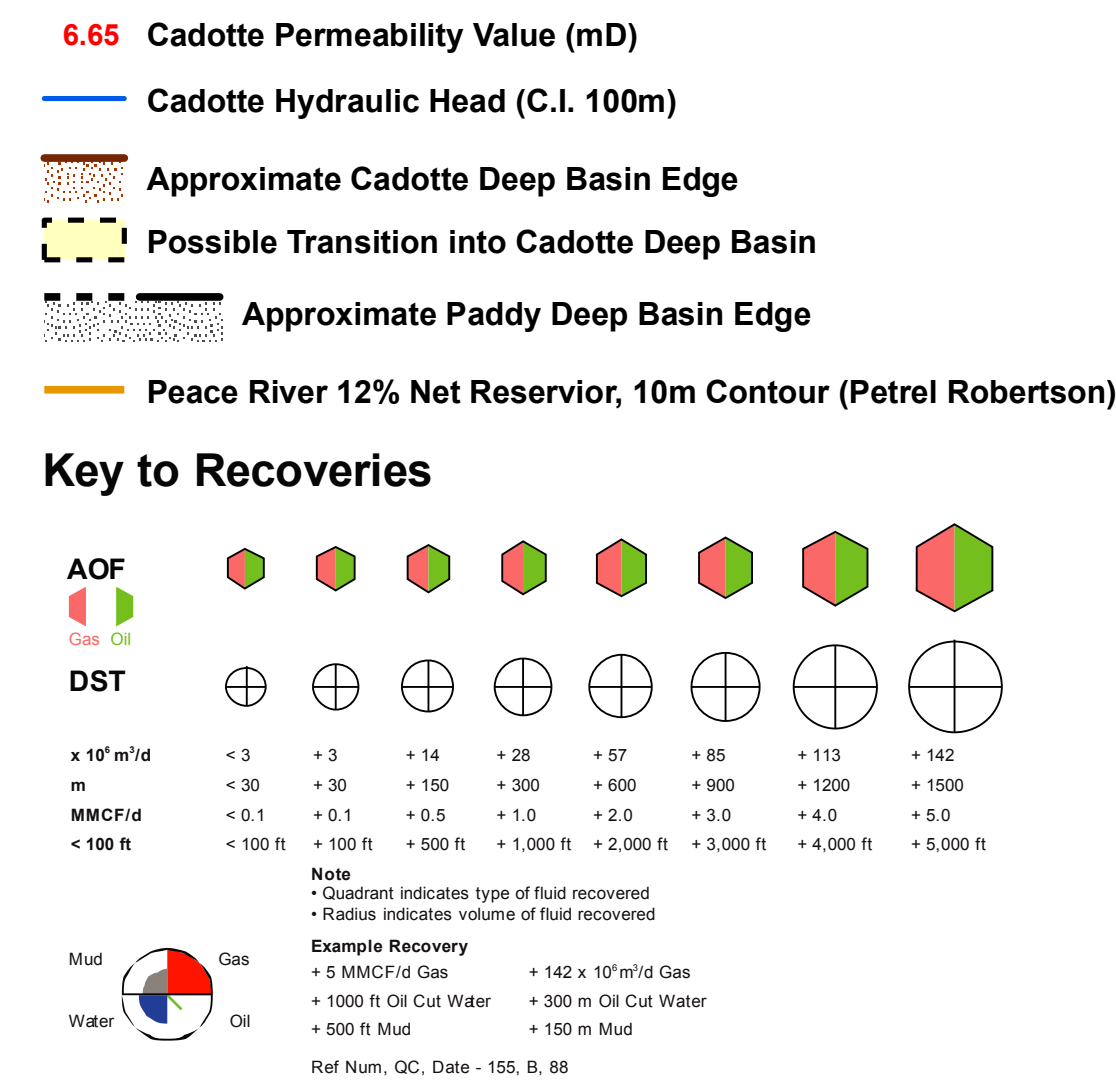 6.65 Cadotte Permeability Value (mD)
Cadotte Hydraulic Head (C.I. 100m)
Approximate Cadotte Deep Basin Edge
Possible Transition into Cadotte Deep Basin
Approximate Paddy Deep Basin Edge
Peace River 12% Net Reservior, 10m Contour (Petrel Robertson)
Key to Recoveries
AOF
Gas Oil
DST
x 10⁶ m³/d < 3 + 3 + 14 + 28 + 57 + 85 + 113 + 142
m < 30 + 30 + 150 + 300 + 600 + 900 + 1200 + 1500
MMCF/d < 0.1 + 0.1 + 0.5 + 1.0 + 2.0 + 3.0 + 4.0 + 5.0
< 100 ft < 100 ft + 100 ft + 500 ft + 1,000 ft + 2,000 ft + 3,000 ft + 4,000 ft + 5,000 ft
Note
• Quadrant indicates type of fluid recovered
• Radius indicates volume of fluid recovered
Mud Gas
Water Oil
Example Recovery
+ 5 MMCF/d Gas + 142 x 10⁶m³/d Gas
+ 1000 ft Oil Cut Water + 300 m Oil Cut Water
+ 500 ft Mud + 150 m Mud
Ref Num, QC, Date - 155, B, 88